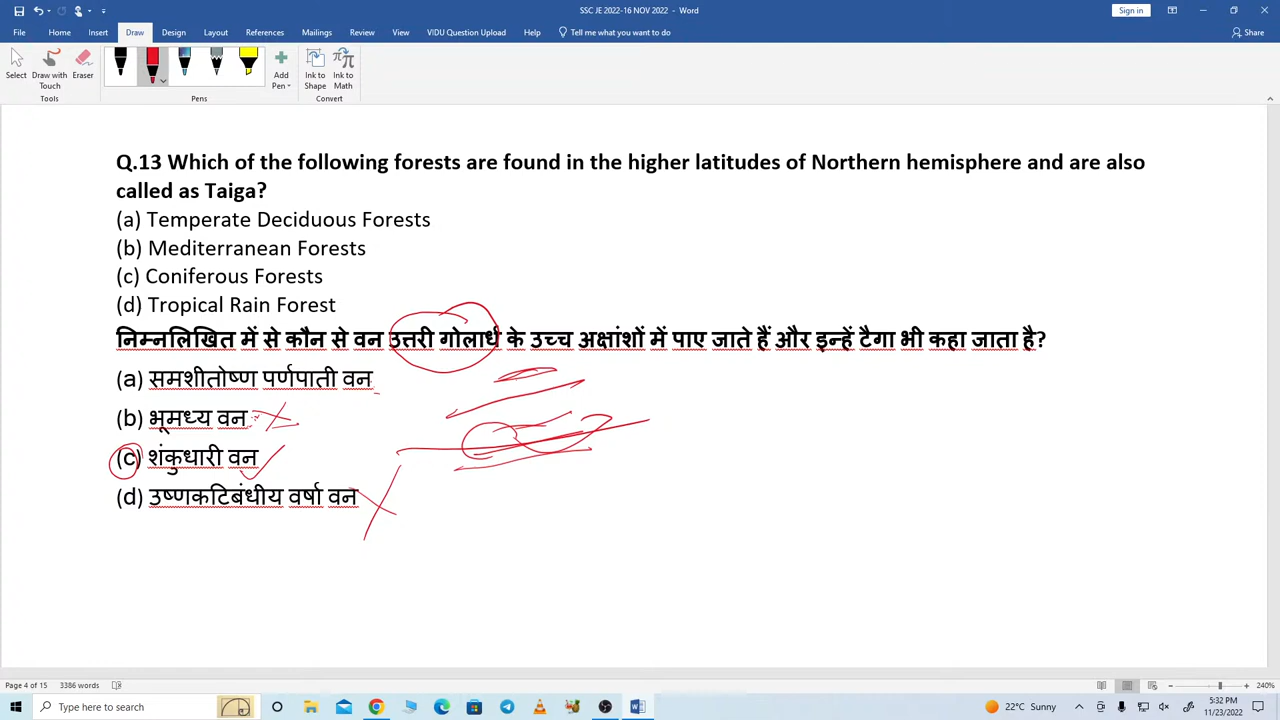 SSC JE 2022-16 NOV 2022 - Word
Sign in
File Home Insert Draw Design Layout References Mailings Review View VIDU Question Upload Help Tell me what you want to do Share
Select Draw with Touch Eraser Add Pen Ink to Shape Ink to Math
Tools Pens Convert
Q.13 Which of the following forests are found in the higher latitudes of Northern hemisphere and are also
called as Taiga?
(a) Temperate Deciduous Forests
(b) Mediterranean Forests
(c) Coniferous Forests
(d) Tropical Rain Forest
निम्नलिखित में से कौन से वन उत्तरी गोलार्ध के उच्च अक्षांशों में पाए जाते हैं और इन्हें टैगा भी कहा जाता है?
(a) समशीतोष्ण पर्णपाती वन
(b) भूमध्य वन
(c) शंकुधारी वन
(d) उष्णकटिबंधीय वर्षा वन
Page 4 of 15 3386 words 240%
Type here to search 22°C Sunny 5:32 PM
11/23/2022